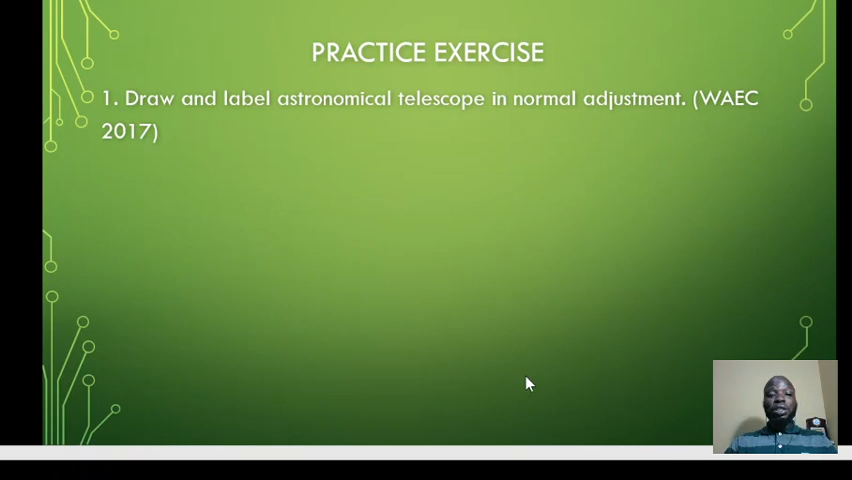 PRACTICE EXERCISE
1. Draw and label astronomical telescope in normal adjustment. (WAEC
2017)